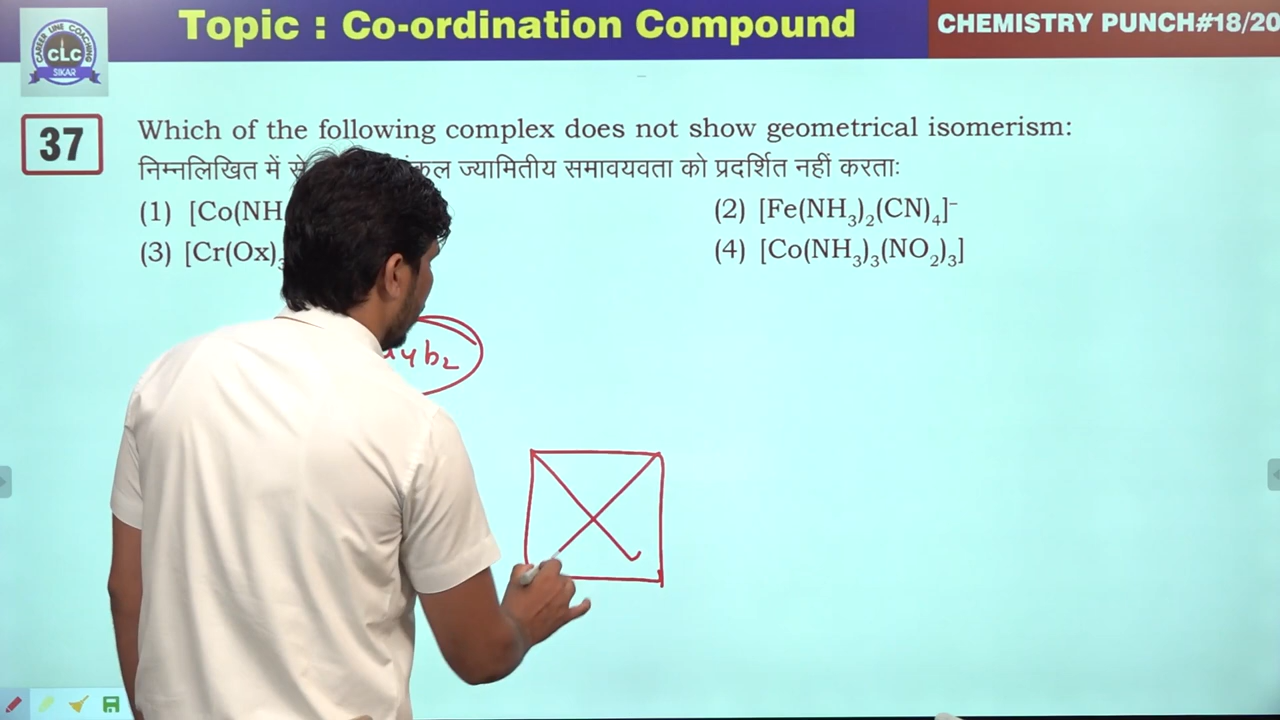 Topic : Co-ordination Compound
CHEMISTRY PUNCH#18/20
CAREER LINE COACHING
CLC
SIKAR
37
Which of the following complex does not show geometrical isomerism:
निम्नलिखित में से ज्यामितीय समावयवता को प्रदर्शित नहीं करताः
(1) [Co(NH
(2) [Fe(NH₃)₂(CN)₄]⁻
(3) [Cr(Ox)₃
(4) [Co(NH₃)₃(NO₂)₃]
a₄b₂